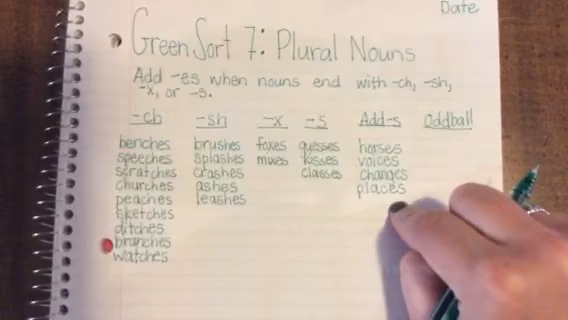 Date
Green Sort 7: Plural Nouns
Add -es when nouns end with -ch, -sh,
-x, or -s.
-ch -sh -x -s Add-s Oddball
benches brushes foxes guesses horses
speeches splashes mixes kisses voices
scratches crashes classes changes
churches ashes places
peaches leashes
sketches
ditches
branches
watches